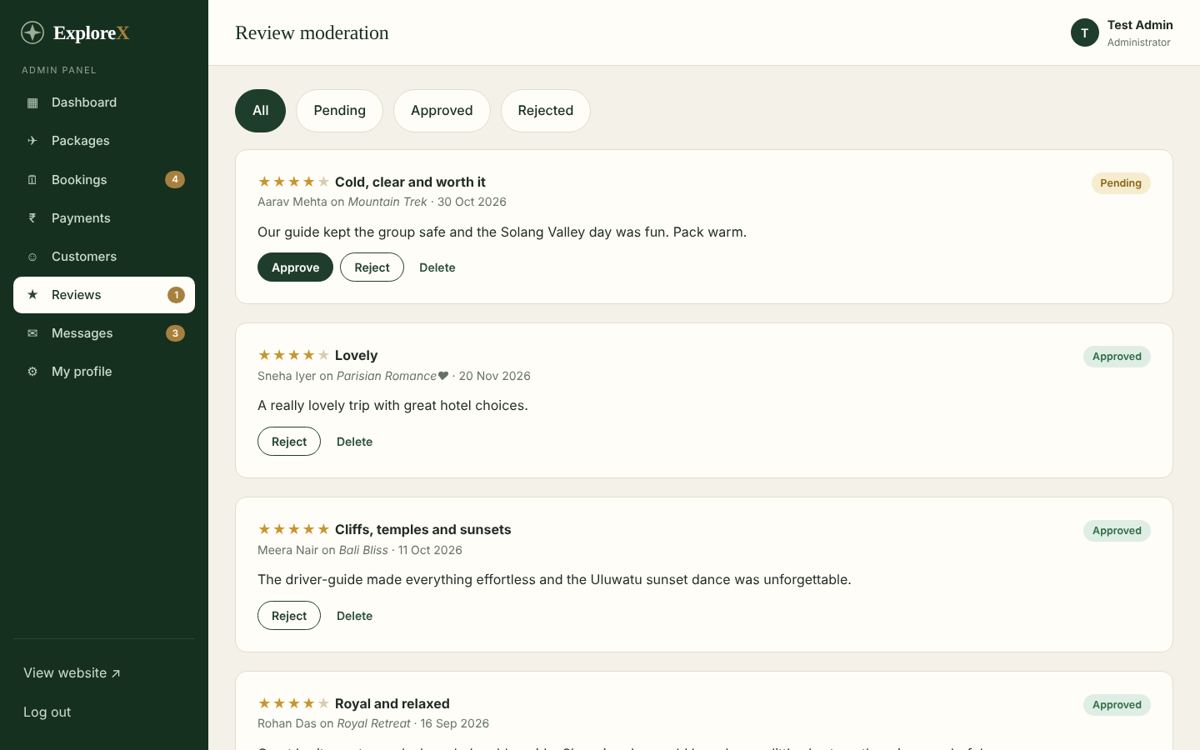 ExploreX
ADMIN PANEL
Dashboard
Packages
Bookings 4
₹ Payments
Customers
Reviews 1
Messages 3
My profile
View website ↗
Log out
Review moderation
T
Test Admin
Administrator
All
Pending
Approved
Rejected
★★★★★ Cold, clear and worth it
Pending
Aarav Mehta on Mountain Trek · 30 Oct 2026
Our guide kept the group safe and the Solang Valley day was fun. Pack warm.
Approve
Reject
Delete
★★★★★ Lovely
Approved
Sneha Iyer on Parisian Romance♥ · 20 Nov 2026
A really lovely trip with great hotel choices.
Reject
Delete
★★★★★ Cliffs, temples and sunsets
Approved
Meera Nair on Bali Bliss · 11 Oct 2026
The driver-guide made everything effortless and the Uluwatu sunset dance was unforgettable.
Reject
Delete
★★★★★ Royal and relaxed
Approved
Rohan Das on Royal Retreat · 16 Sep 2026